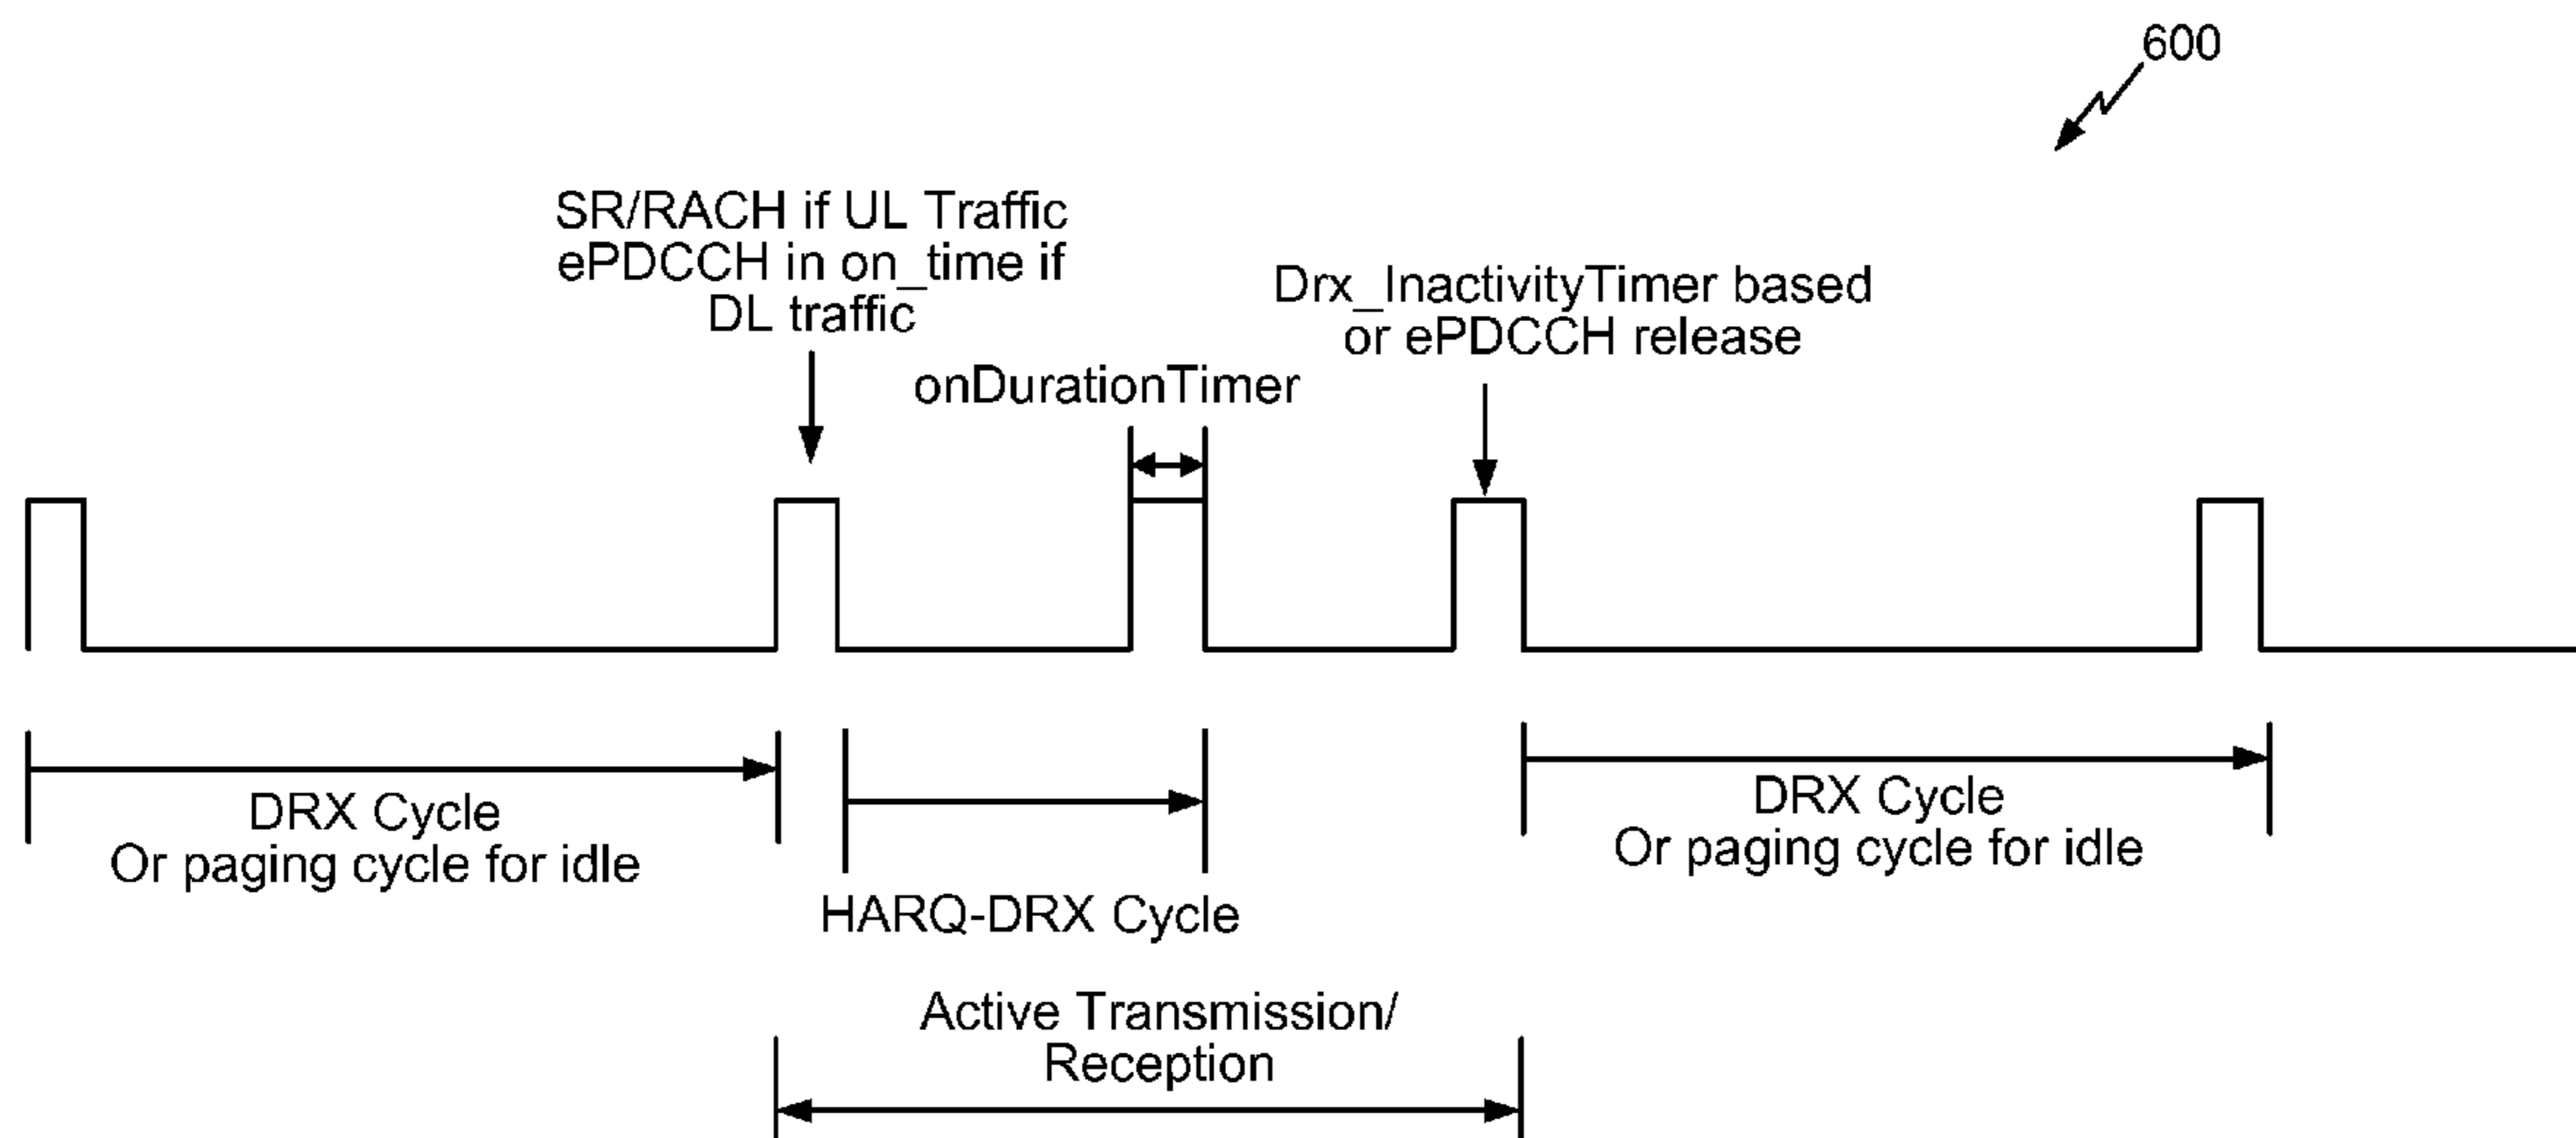 600
SR/RACH if UL Traffic
ePDCCH in on_time if
DL traffic
Drx_InactivityTimer based
or ePDCCH release
onDurationTimer
DRX Cycle
Or paging cycle for idle
HARQ-DRX Cycle
DRX Cycle
Or paging cycle for idle
Active Transmission/
Reception